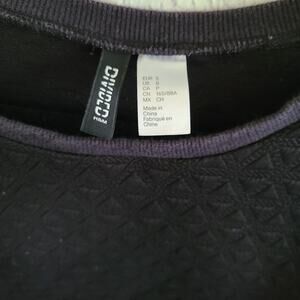 DIVIDED
H&M
EUR S
US S
CA P
CN 165/88A
MX CH
Made in
China
Fabriqué en
Chine